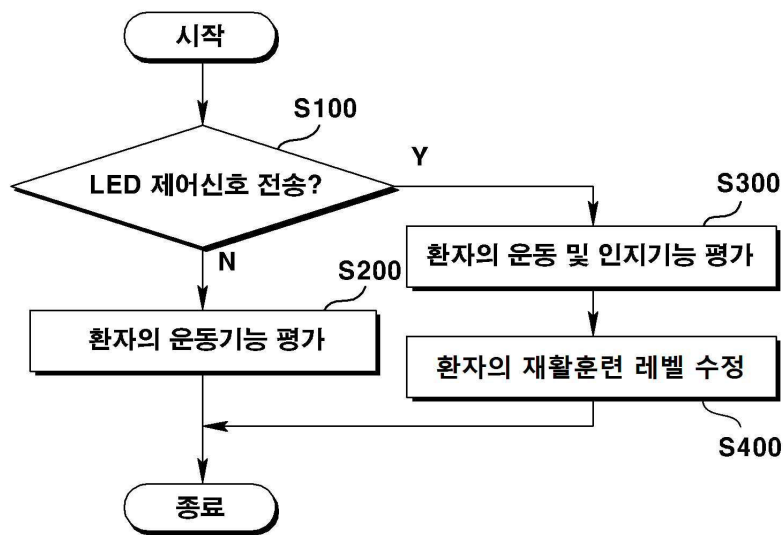 시작
S100
LED 제어신호 전송?
Y
N
S200
환자의 운동기능 평가
S300
환자의 운동 및 인지기능 평가
환자의 재활훈련 레벨 수정
S400
종료